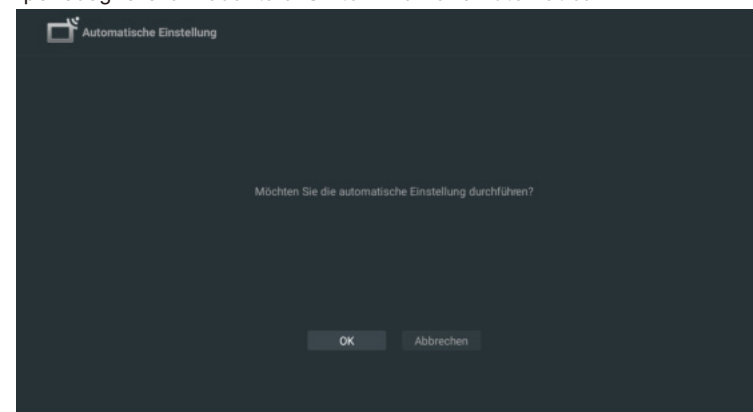 Automatische Einstellung
Möchten Sie die automatische Einstellung durchführen?
OK
Abbrechen